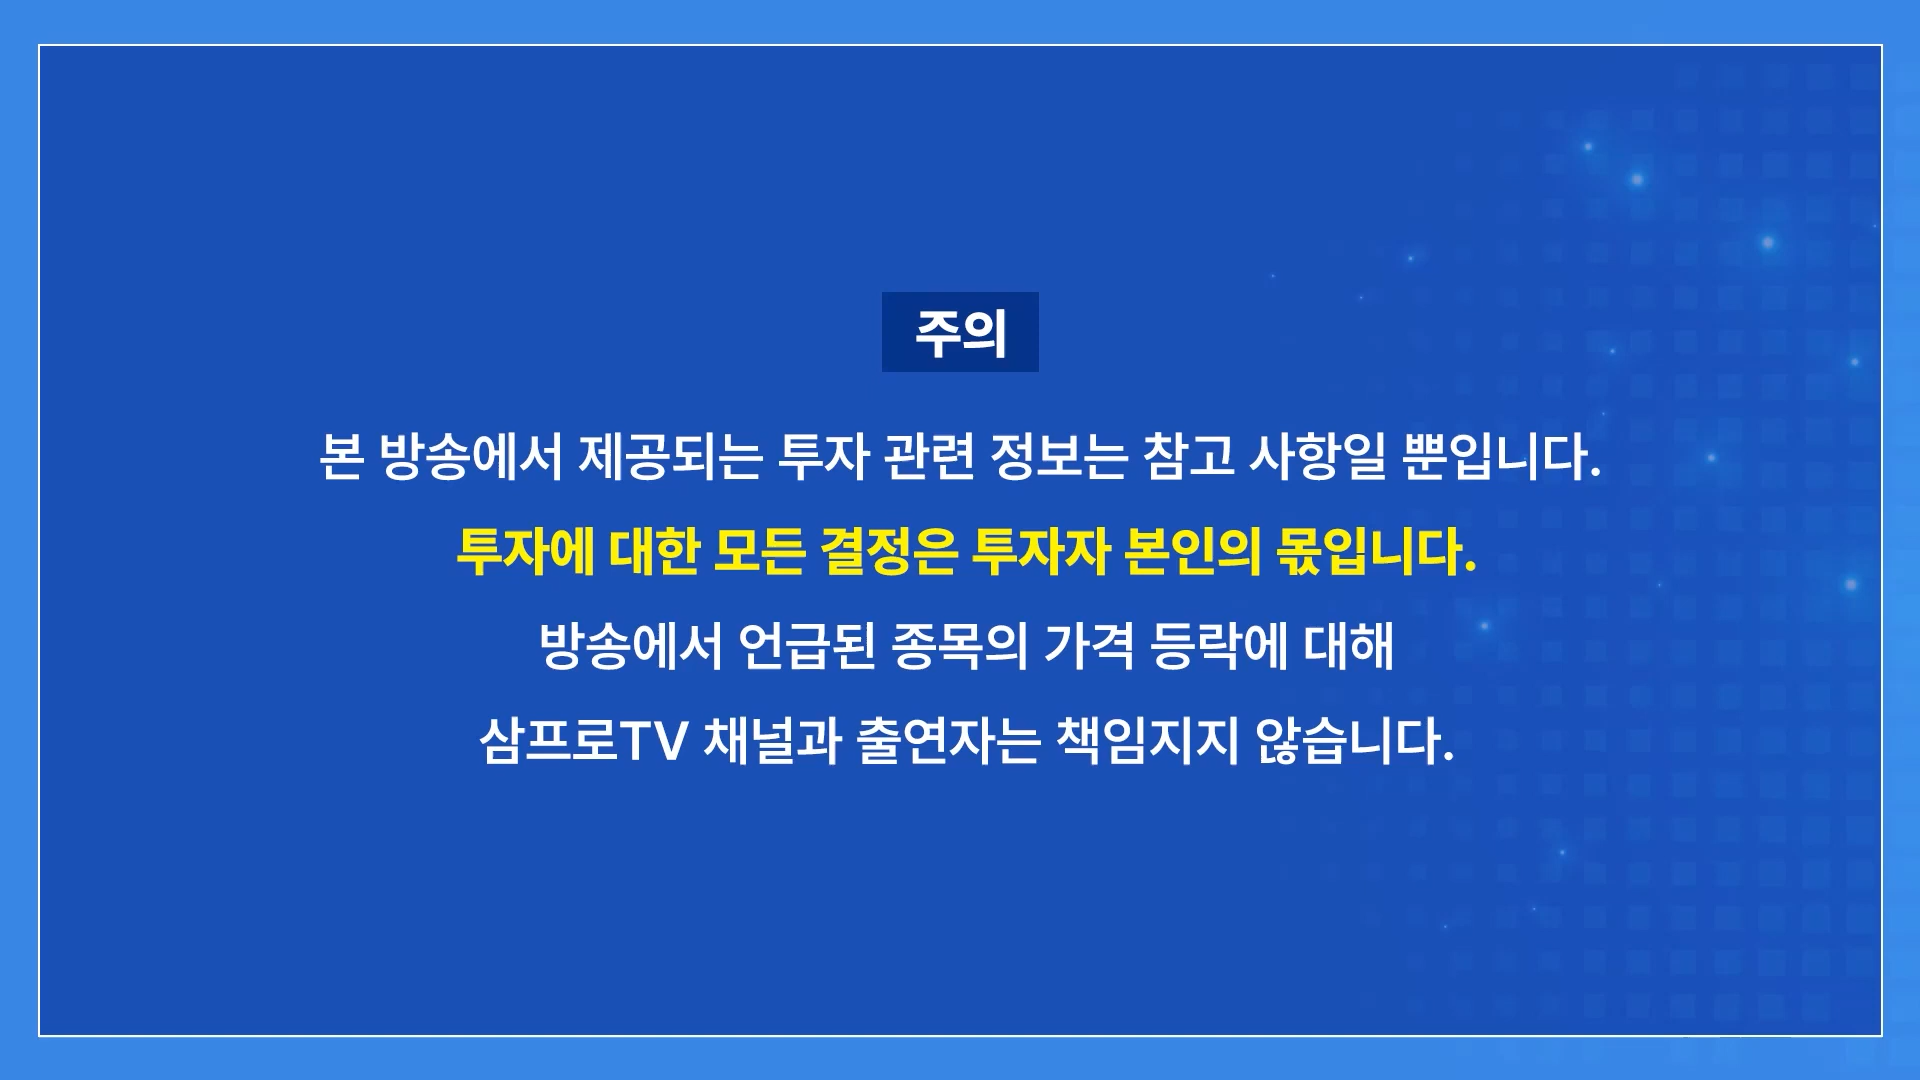 주의
본 방송에서 제공되는 투자 관련 정보는 참고 사항일 뿐입니다.
투자에 대한 모든 결정은 투자자 본인의 몫입니다.
방송에서 언급된 종목의 가격 등락에 대해
삼프로TV 채널과 출연자는 책임지지 않습니다.